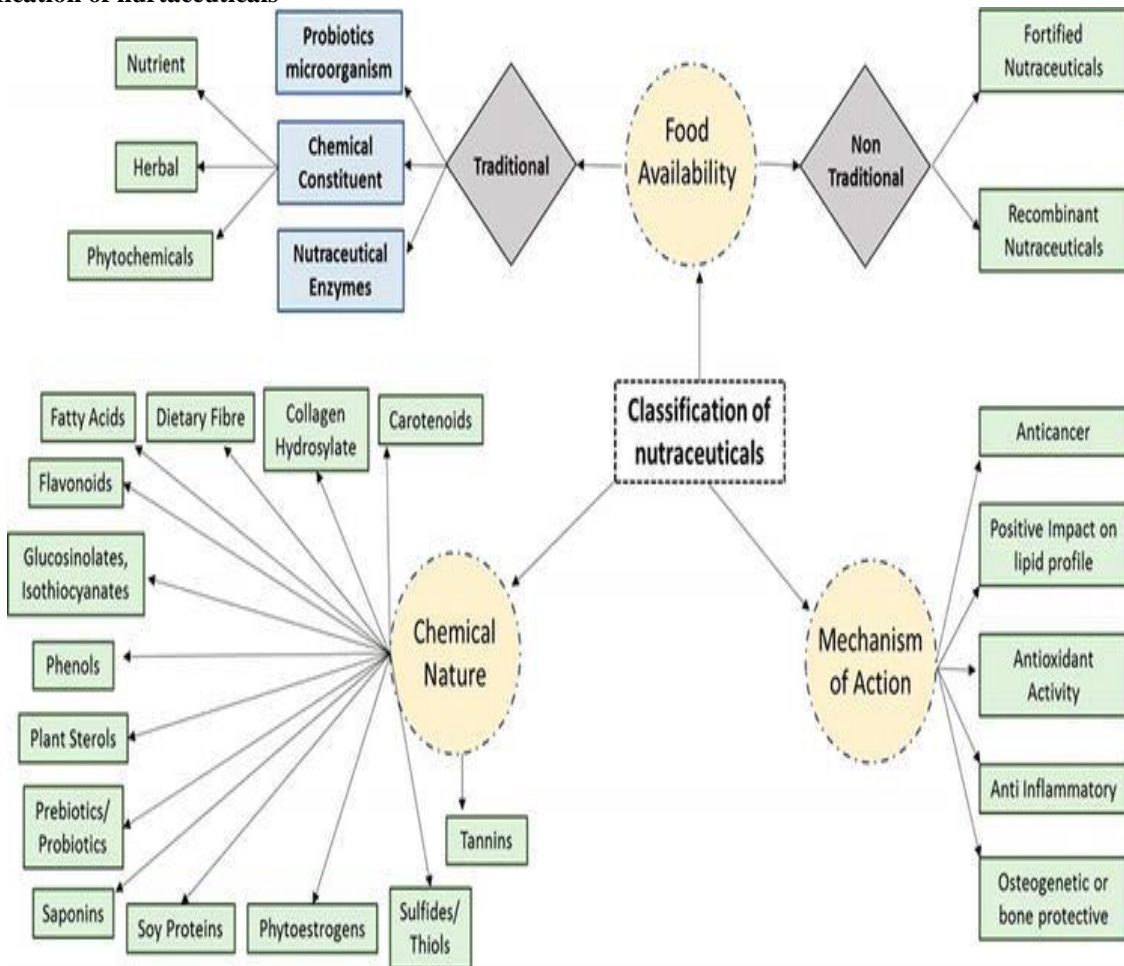 ication of nurtaceuticals
Nutrient
Herbal
Phytochemicals
Probiotics
microorganism
Chemical
Constituent
Nutraceutical
Enzymes
Traditional
Food
Availability
Non
Traditional
Fortified
Nutraceuticals
Recombinant
Nutraceuticals
Classification of
nutraceuticals
Fatty Acids
Dietary Fibre
Collagen
Hydrosylate
Carotenoids
Flavonoids
Glucosinolates,
Isothiocyanates
Phenols
Plant Sterols
Prebiotics/
Probiotics
Saponins
Soy Proteins
Phytoestrogens
Sulfides/
Thiols
Tannins
Chemical
Nature
Mechanism
of Action
Anticancer
Positive Impact on
lipid profile
Antioxidant
Activity
Anti Inflammatory
Osteogenetic or
bone protective